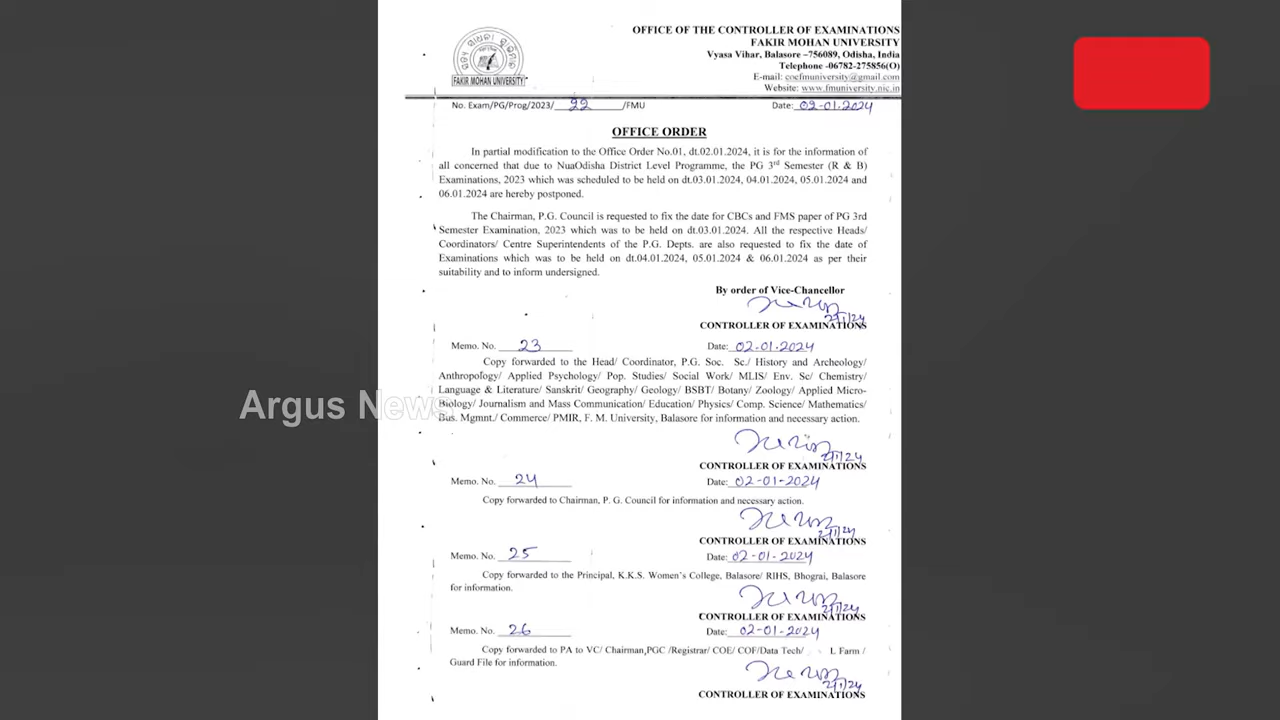 OFFICE OF THE CONTROLLER OF EXAMINATIONS
FAKIR MOHAN UNIVERSITY
Vyasa Vihar, Balasore –756089, Odisha, India
Telephone -06782-275856(O)
E-mail: coefmuniversity@gmail.com
Website: www.fmuniversity.nic.in
FAKIR MOHAN UNIVERSITY
No. Exam/PG/Prog/2023/ 22 /FMU Date: 02-01-2024
OFFICE ORDER
In partial modification to the Office Order No.01, dt.02.01.2024, it is for the information of
all concerned that due to NuaOdisha District Level Programme, the PG 3rd Semester (R & B)
Examinations, 2023 which was scheduled to be held on dt.03.01.2024, 04.01.2024, 05.01.2024 and
06.01.2024 are hereby postponed.
The Chairman, P.G. Council is requested to fix the date for CBCs and FMS paper of PG 3rd
Semester Examination, 2023 which was to be held on dt.03.01.2024. All the respective Heads/
Coordinators/ Centre Superintendents of the P.G. Depts. are also requested to fix the date of
Examinations which was to be held on dt.04.01.2024, 05.01.2024 & 06.01.2024 as per their
suitability and to inform undersigned.
By order of Vice-Chancellor
2/1/24
CONTROLLER OF EXAMINATIONS
Memo. No. 23 Date: 02-01-2024
Copy forwarded to the Head/ Coordinator, P.G. Soc. Sc./ History and Archeology/
Anthropology/ Applied Psychology/ Pop. Studies/ Social Work/ MLIS/ Env. Sc/ Chemistry/
Language & Literature/ Sanskrit/ Geography/ Geology/ BSBT/ Botany/ Zoology/ Applied Micro-
Biology/ Journalism and Mass Communication/ Education/ Physics/ Comp. Science/ Mathematics/
Bus. Mgmnt./ Commerce/ PMIR, F. M. University, Balasore for information and necessary action.
Argus News
2/1/24
CONTROLLER OF EXAMINATIONS
Memo. No. 24 Date: 02-01-2024
Copy forwarded to Chairman, P. G. Council for information and necessary action.
2/1/24
CONTROLLER OF EXAMINATIONS
Memo. No. 25 Date: 02-01-2024
Copy forwarded to the Principal, K.K.S. Women's College, Balasore/ RIHS, Bhograi, Balasore
for information.
2/1/24
CONTROLLER OF EXAMINATIONS
Memo. No. 26 Date: 02-01-2024
Copy forwarded to PA to VC/ Chairman,PGC /Registrar/ COE/ COF/Data Tech/ L Farm /
Guard File for information.
2/1/24
CONTROLLER OF EXAMINATIONS